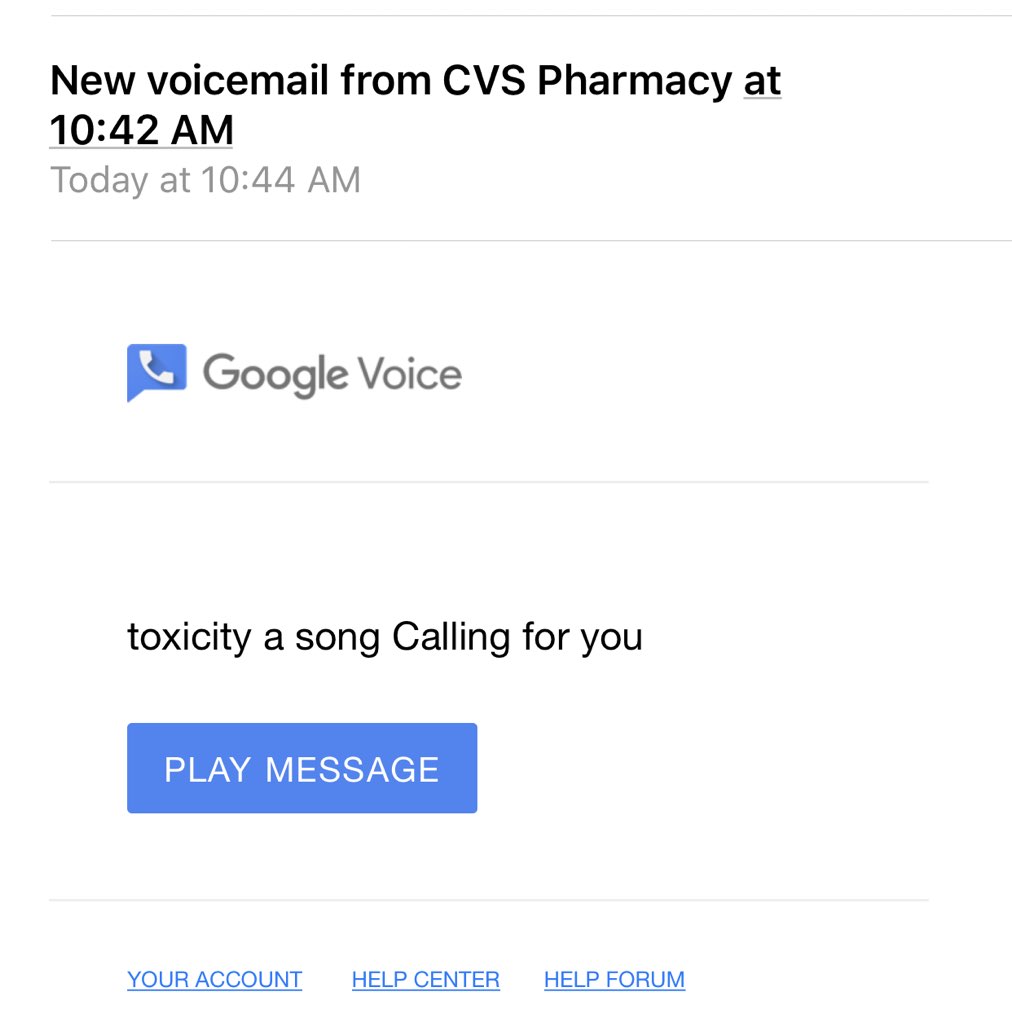 New voicemail from CVS Pharmacy at
10:42 AM
Today at 10:44 AM
Google Voice
toxicity a song Calling for you
PLAY MESSAGE
YOUR ACCOUNT HELP CENTER HELP FORUM